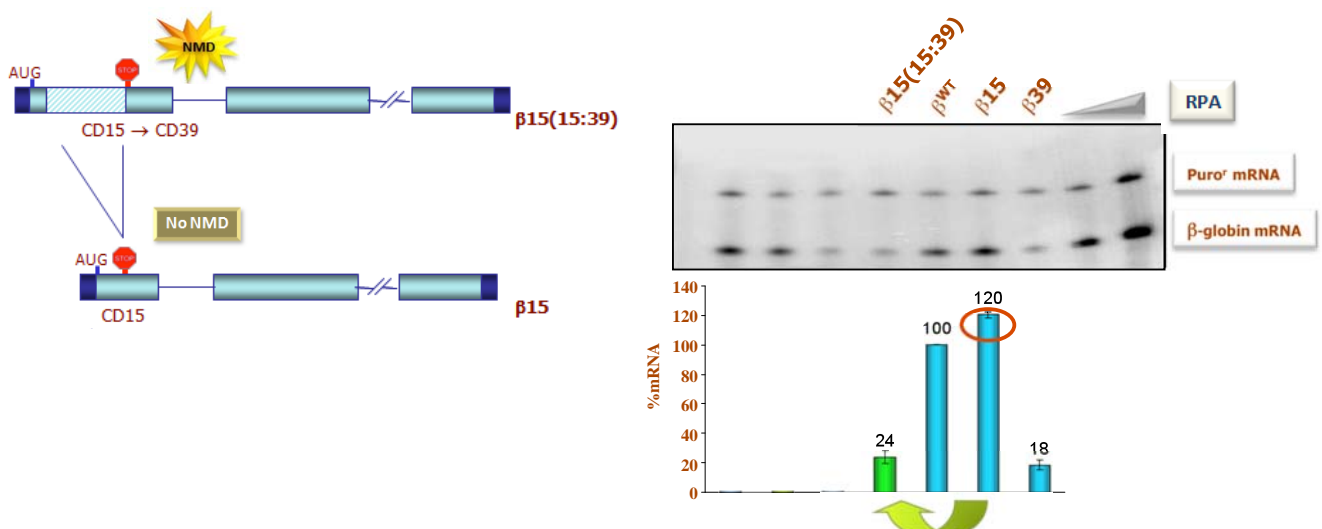 NMD
AUG
STOP
β15(15:39)
CD15 → CD39
No NMD
AUG
STOP
β15
CD15
β15(15:39)
βWT
β15
β39
RPA
Puroʳ mRNA
β-globin mRNA
%mRNA
140
120
100
80
60
40
20
0
24
100
120
18